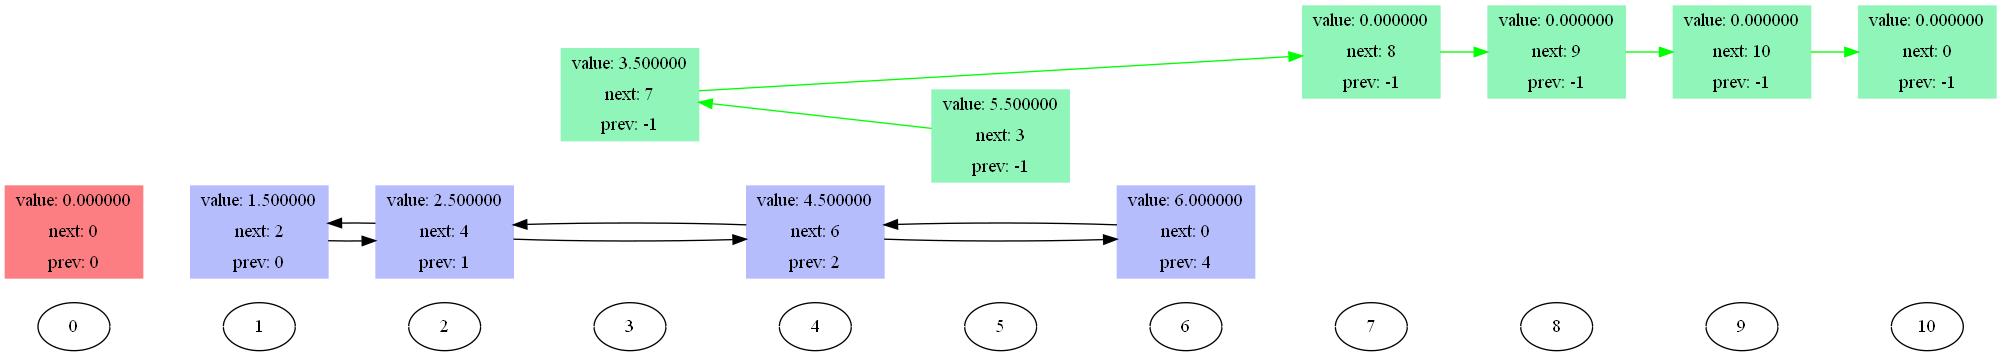 value: 0.000000
next: 0
prev: 0
value: 1.500000
next: 2
prev: 0
value: 2.500000
next: 4
prev: 1
value: 3.500000
next: 7
prev: -1
value: 4.500000
next: 6
prev: 2
value: 5.500000
next: 3
prev: -1
value: 6.000000
next: 0
prev: 4
value: 0.000000
next: 8
prev: -1
value: 0.000000
next: 9
prev: -1
value: 0.000000
next: 10
prev: -1
value: 0.000000
next: 0
prev: -1
0
1
2
3
4
5
6
7
8
9
10